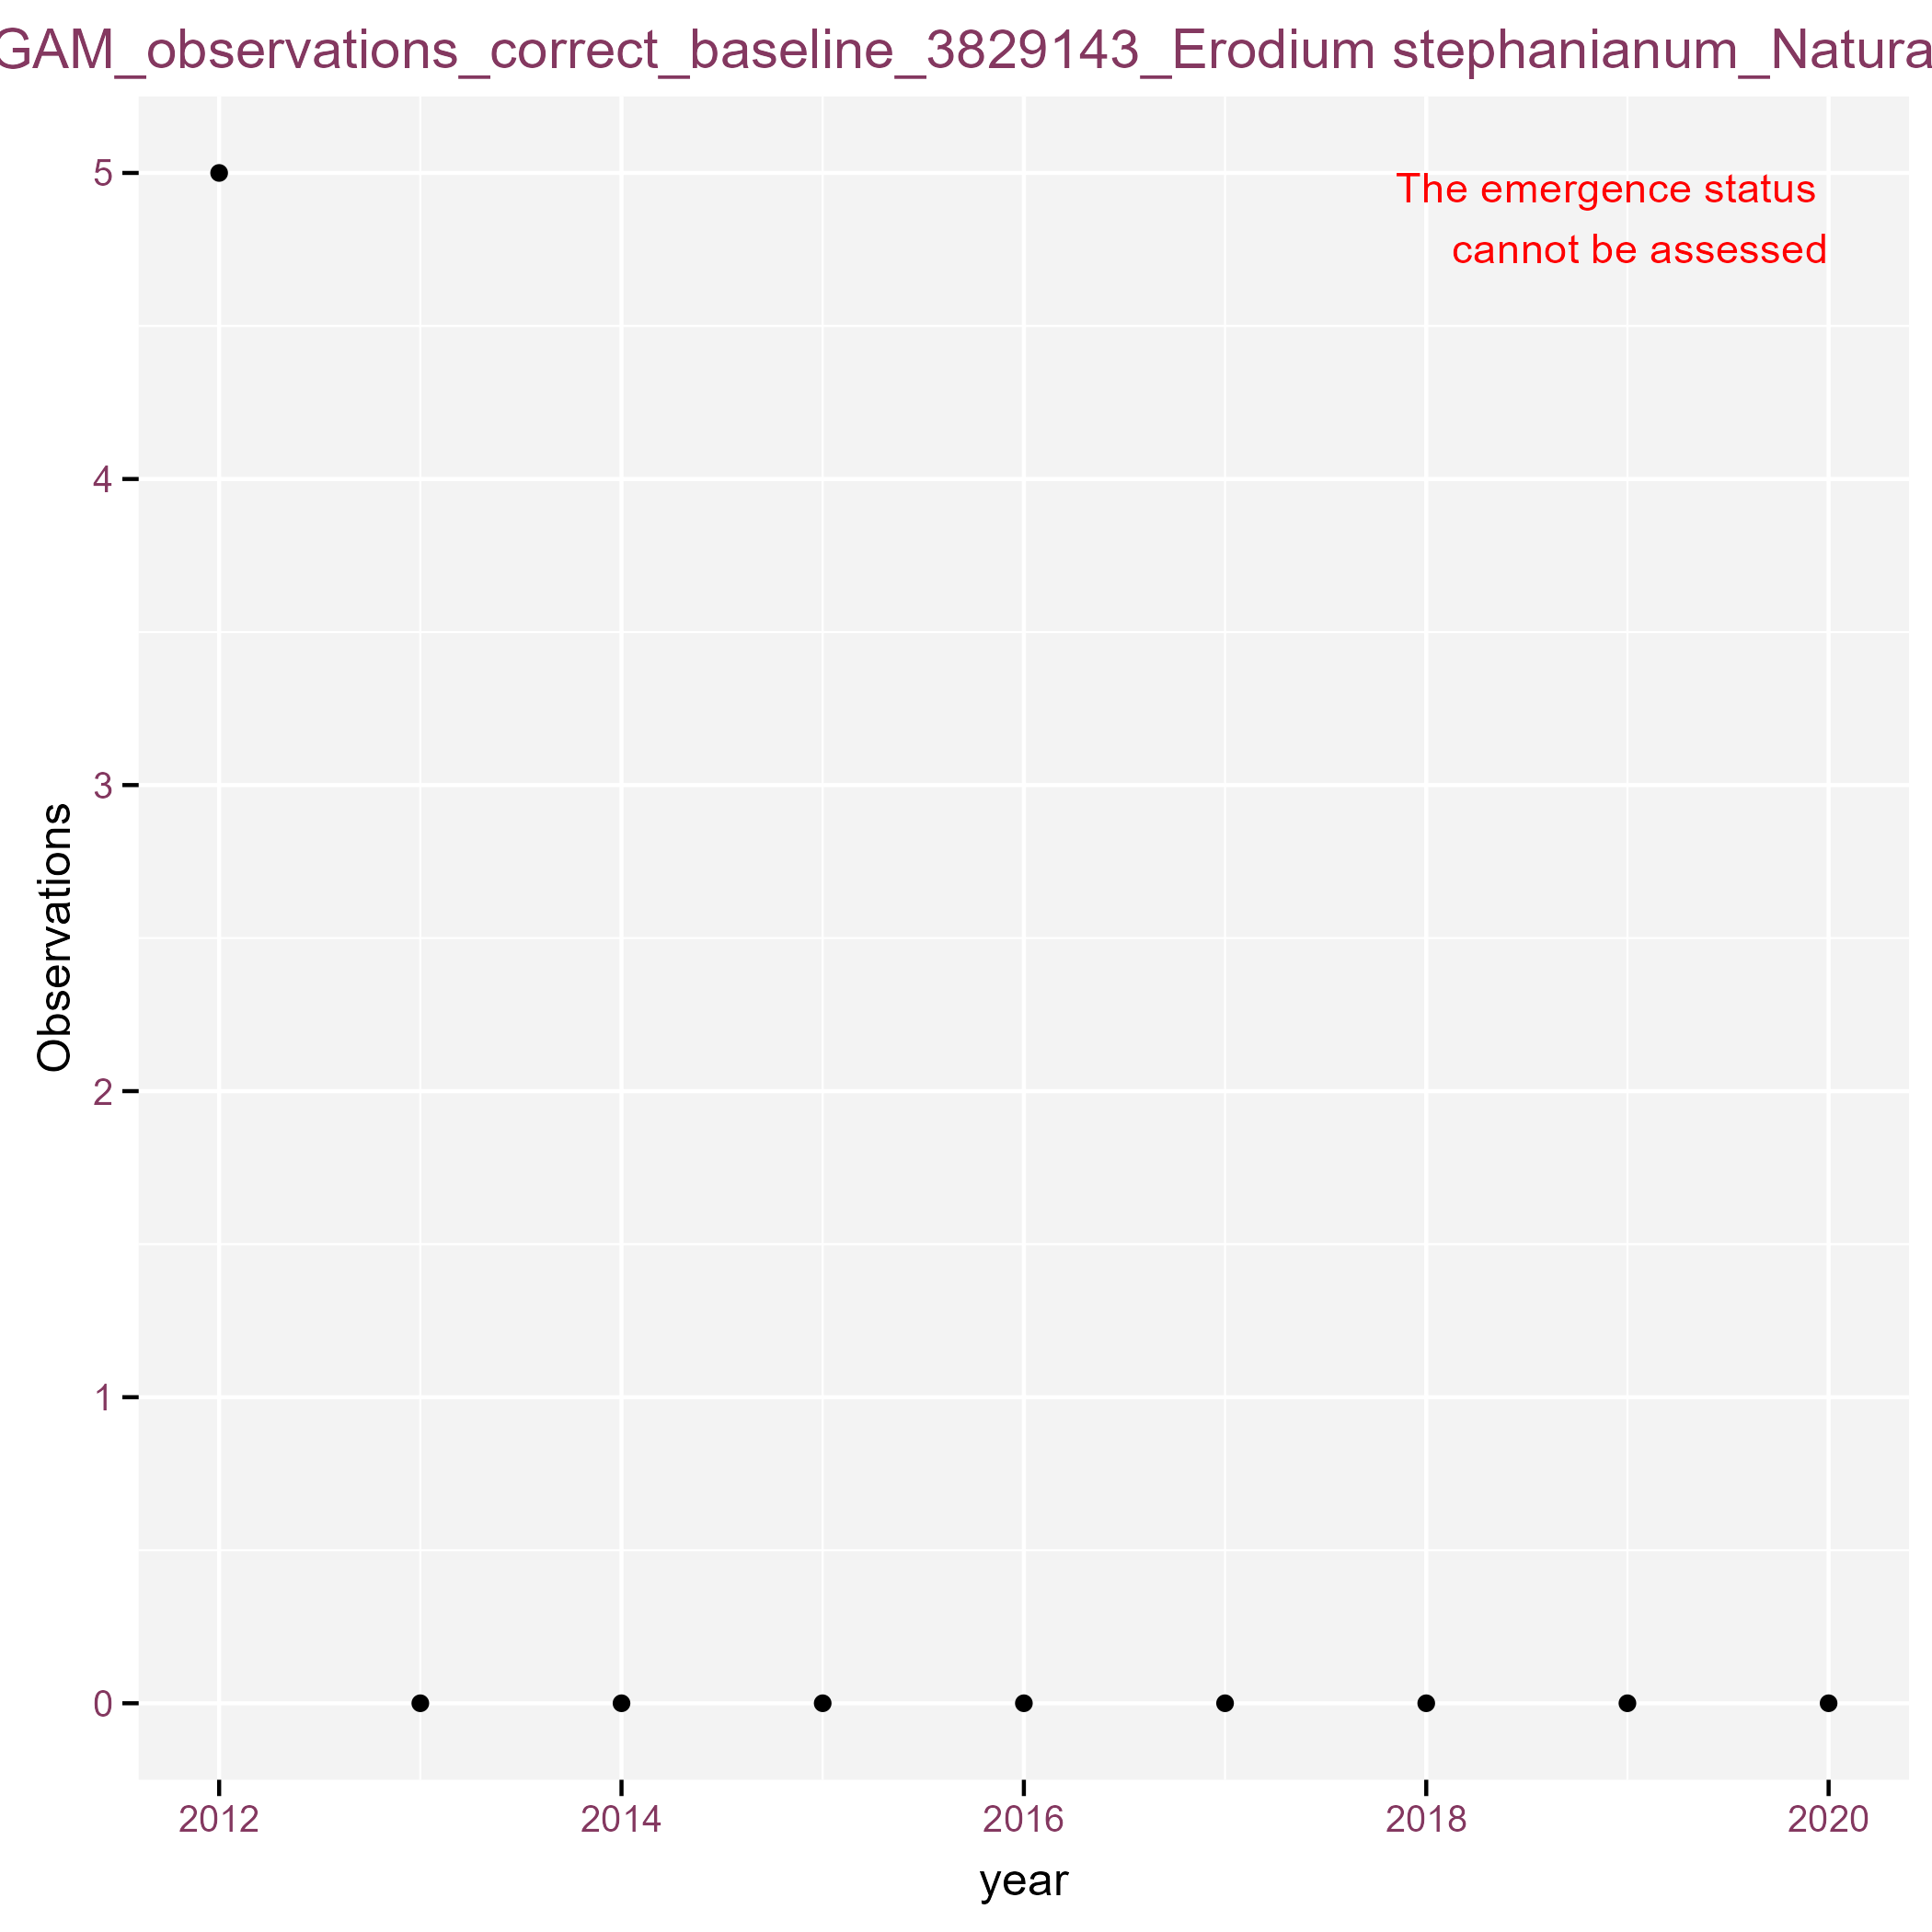 GAM_observations_correct_baseline_3829143_Erodium stephanianum_Natura
The emergence status
cannot be assessed
5
4
3
2
1
0
Observations
2012 2014 2016 2018 2020
year